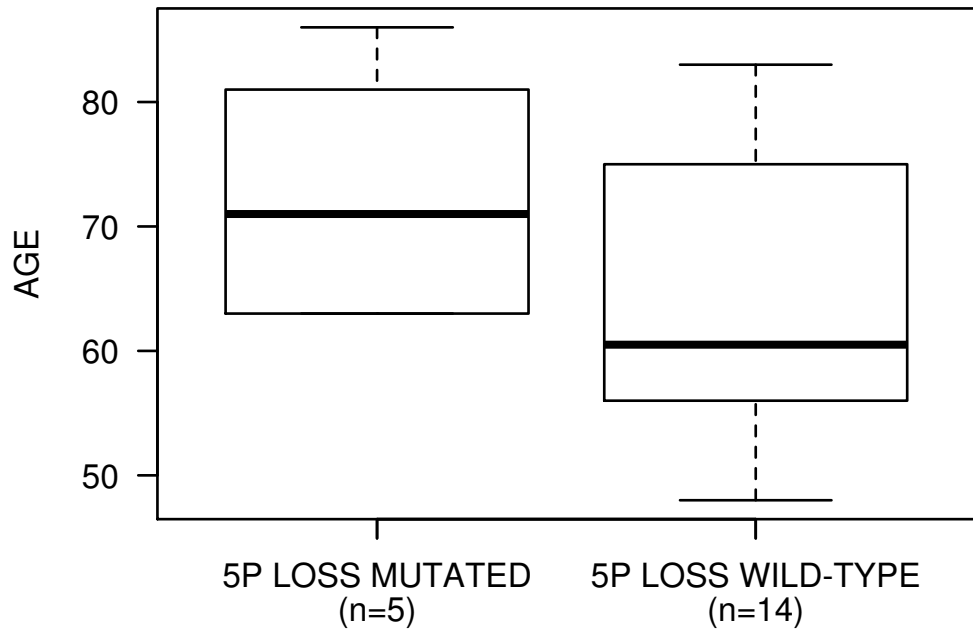 AGE
80
70
60
50
5P LOSS MUTATED 5P LOSS WILD-TYPE
(n=5) (n=14)